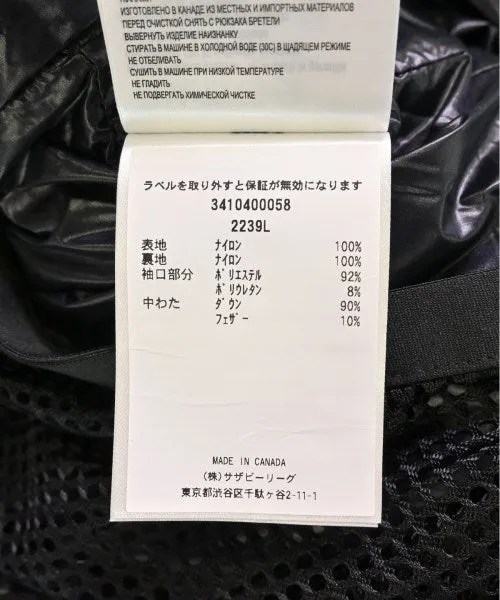 ИЗГОТОВЛЕНО В КАНАДЕ ИЗ МЕСТНЫХ И ИМПОРТНЫХ МАТЕРИАЛОВ
ПЕРЕД ОЧИСТКОЙ СНЯТЬ С РЮКЗАКА БРЕТЕЛИ
ВЫВЕРНУТЬ ИЗДЕЛИЕ НАИЗНАНКУ
СТИРАТЬ В МАШИНЕ В ХОЛОДНОЙ ВОДЕ (30C) В ЩАДЯЩЕМ РЕЖИМЕ
НЕ ОТБЕЛИВАТЬ
СУШИТЬ В МАШИНЕ ПРИ НИЗКОЙ ТЕМПЕРАТУРЕ
НЕ ГЛАДИТЬ
НЕ ПОДВЕРГАТЬ ХИМИЧЕСКОЙ ЧИСТКЕ
ラベルを取り外すと保証が無効になります
3410400058
2239L
表地 ﾅｲﾛﾝ 100%
裏地 ﾅｲﾛﾝ 100%
袖口部分 ﾎﾟﾘｴｽﾃﾙ 92%
ﾎﾟﾘｳﾚﾀﾝ 8%
中わた ﾀﾞｳﾝ 90%
ﾌｪｻﾞｰ 10%
MADE IN CANADA
(株)サザビーリーグ
東京都渋谷区千駄ヶ谷2-11-1